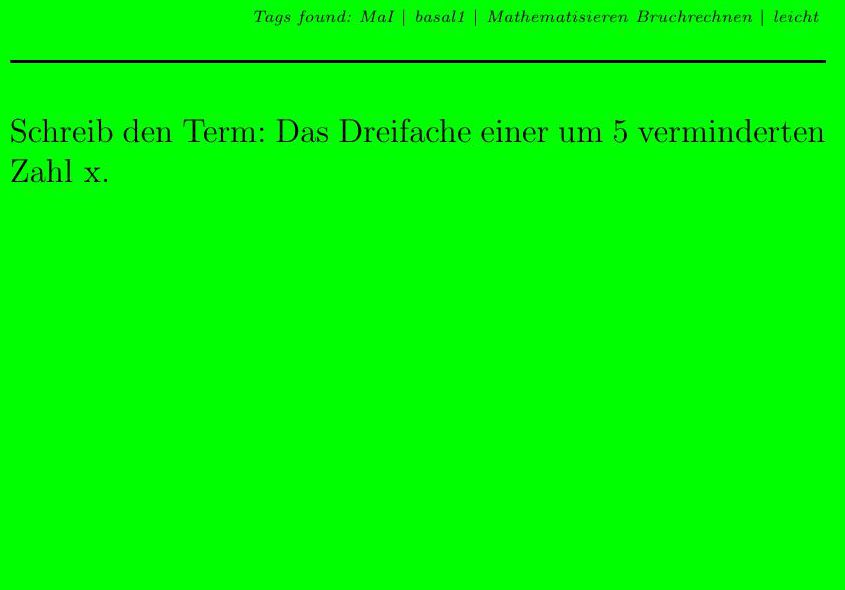 Tags found: MaI | basal1 | Mathematisieren Bruchrechnen | leicht
Schreib den Term: Das Dreifache einer um 5 verminderten
Zahl x.